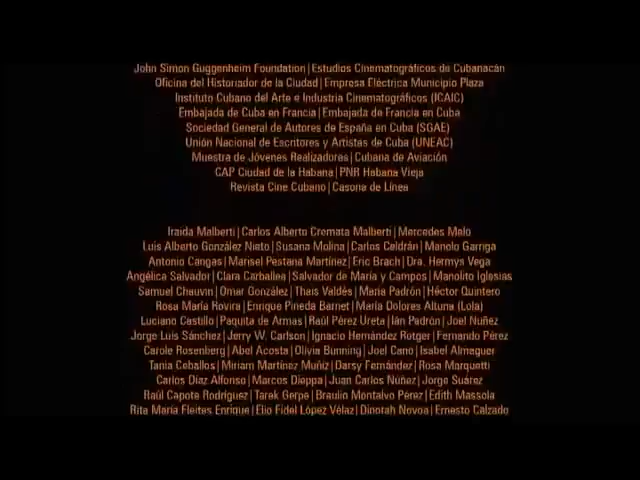 John Simon Guggenheim Foundation|Estudios Cinematográficos de Cubanacán
Oficina del Historiador de la Ciudad|Empresa Eléctrica Municipio Plaza
Instituto Cubano del Arte e Industria Cinematográficos (ICAIC)
Embajada de Cuba en Francia|Embajada de Francia en Cuba
Sociedad General de Autores de España en Cuba (SGAE)
Unión Nacional de Escritores y Artistas de Cuba (UNEAC)
Muestra de Jóvenes Realizadores|Cubana de Aviación
CAP Ciudad de la Habana|PNR Habana Vieja
Revista Cine Cubano|Casona de Línea
Iraida Malberti|Carlos Alberto Cremata Malberti|Mercedes Melo
Luis Alberto González Nieto|Susana Molina|Carlos Celdrán|Manolo Garriga
Antonio Cangas|Marisel Pestana Martínez|Eric Brach|Dra. Hermys Vega
Angélica Salvador|Clara Carballea|Salvador de María y Campos|Manolito Iglesias
Samuel Chauvin|Omar González|Thais Valdés|María Padrón|Héctor Quintero
Rosa María Rovira|Enrique Pineda Barnet|María Dolores Altuna (Lola)
Luciano Castillo|Paquita de Armas|Raúl Pérez Ureta|Ián Padrón|Joel Nuñez
Jorge Luis Sánchez|Jerry W. Carlson|Ignacio Hernández Rotger|Fernando Pérez
Carole Rosenberg|Abel Acosta|Olivia Bunning|Joel Cano|Isabel Almaguer
Tania Ceballos|Miriam Martínez Muñiz|Darsy Fernández|Rosa Marquetti
Carlos Díaz Alfonso|Marcos Dieppa|Juan Carlos Nuñez|Jorge Suárez
Raúl Capote Rodríguez|Tarek Gerpe|Braulio Montalvo Pérez|Edith Massola
Rita María Fleites Enrique|Elio Fidel López Vélaz|Dinorah Novoa|Ernesto Calzado